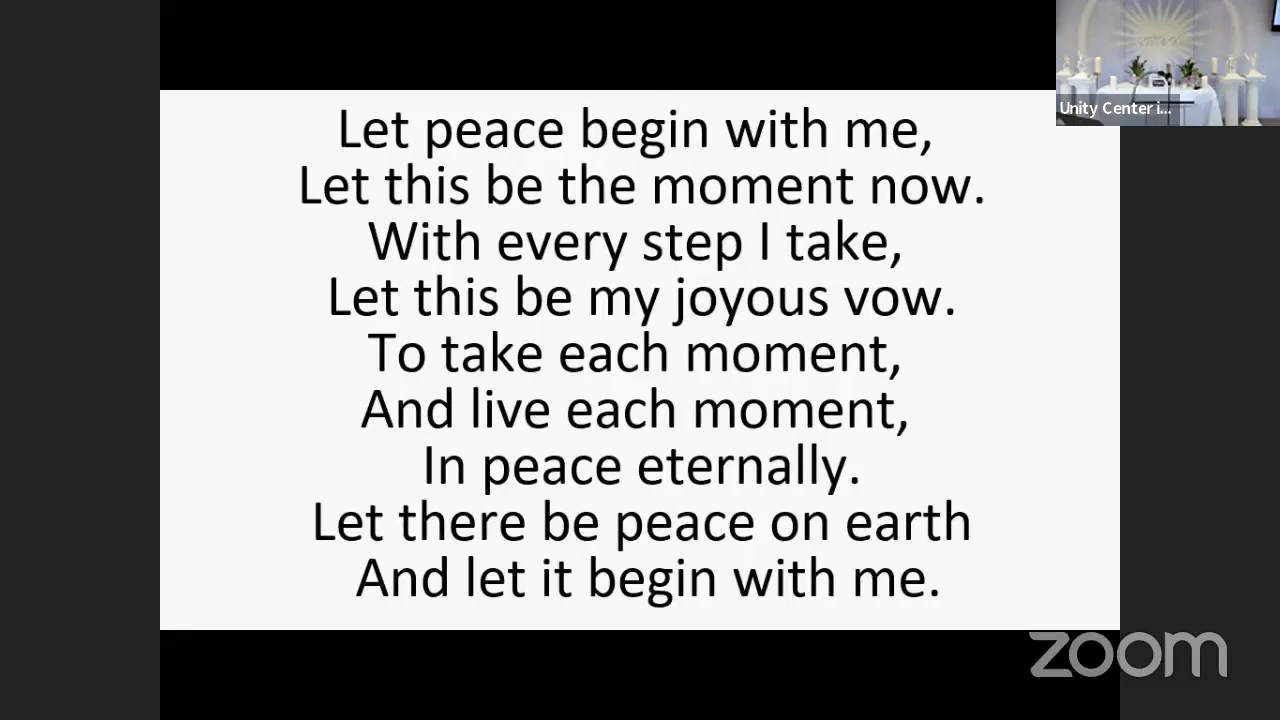 Let peace begin with me,
Let this be the moment now.
With every step I take,
Let this be my joyous vow.
To take each moment,
And live each moment,
In peace eternally.
Let there be peace on earth
And let it begin with me.
Unity Center i...
zoom